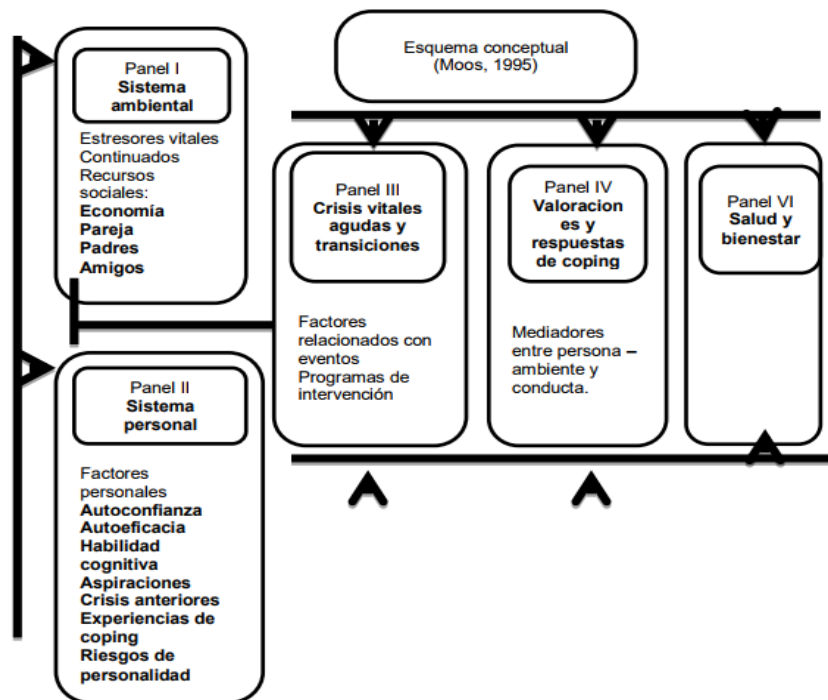 Esquema conceptual
(Moos, 1995)
Panel I
Sistema
ambiental
Estresores vitales
Continuados
Recursos
sociales:
Economía
Pareja
Padres
Amigos
Panel II
Sistema
personal
Factores
personales
Autoconfianza
Autoeficacia
Habilidad
cognitiva
Aspiraciones
Crisis anteriores
Experiencias de
coping
Riesgos de
personalidad
Panel III
Crisis vitales
agudas y
transiciones
Factores
relacionados con
eventos
Programas de
intervención
Panel IV
Valoracion
es y
respuestas
de coping
Mediadores
entre persona –
ambiente y
conducta.
Panel VI
Salud y
bienestar